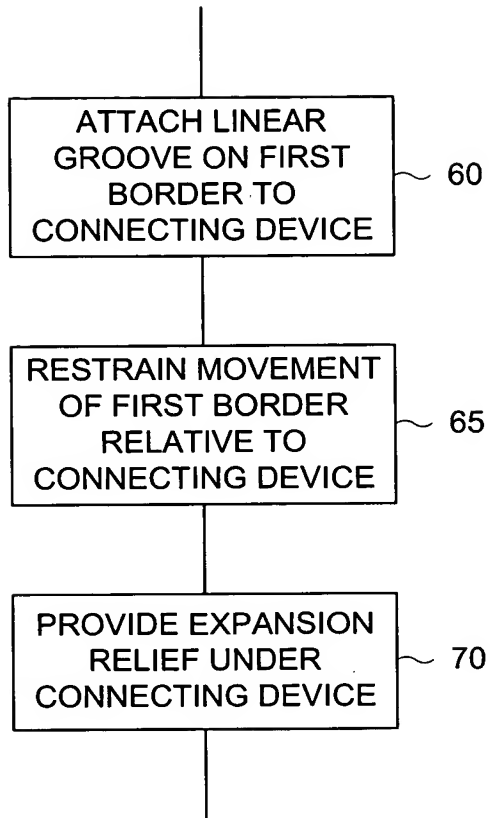 ATTACH LINEAR
GROOVE ON FIRST
BORDER TO
CONNECTING DEVICE
60
RESTRAIN MOVEMENT
OF FIRST BORDER
RELATIVE TO
CONNECTING DEVICE
65
PROVIDE EXPANSION
RELIEF UNDER
CONNECTING DEVICE
70